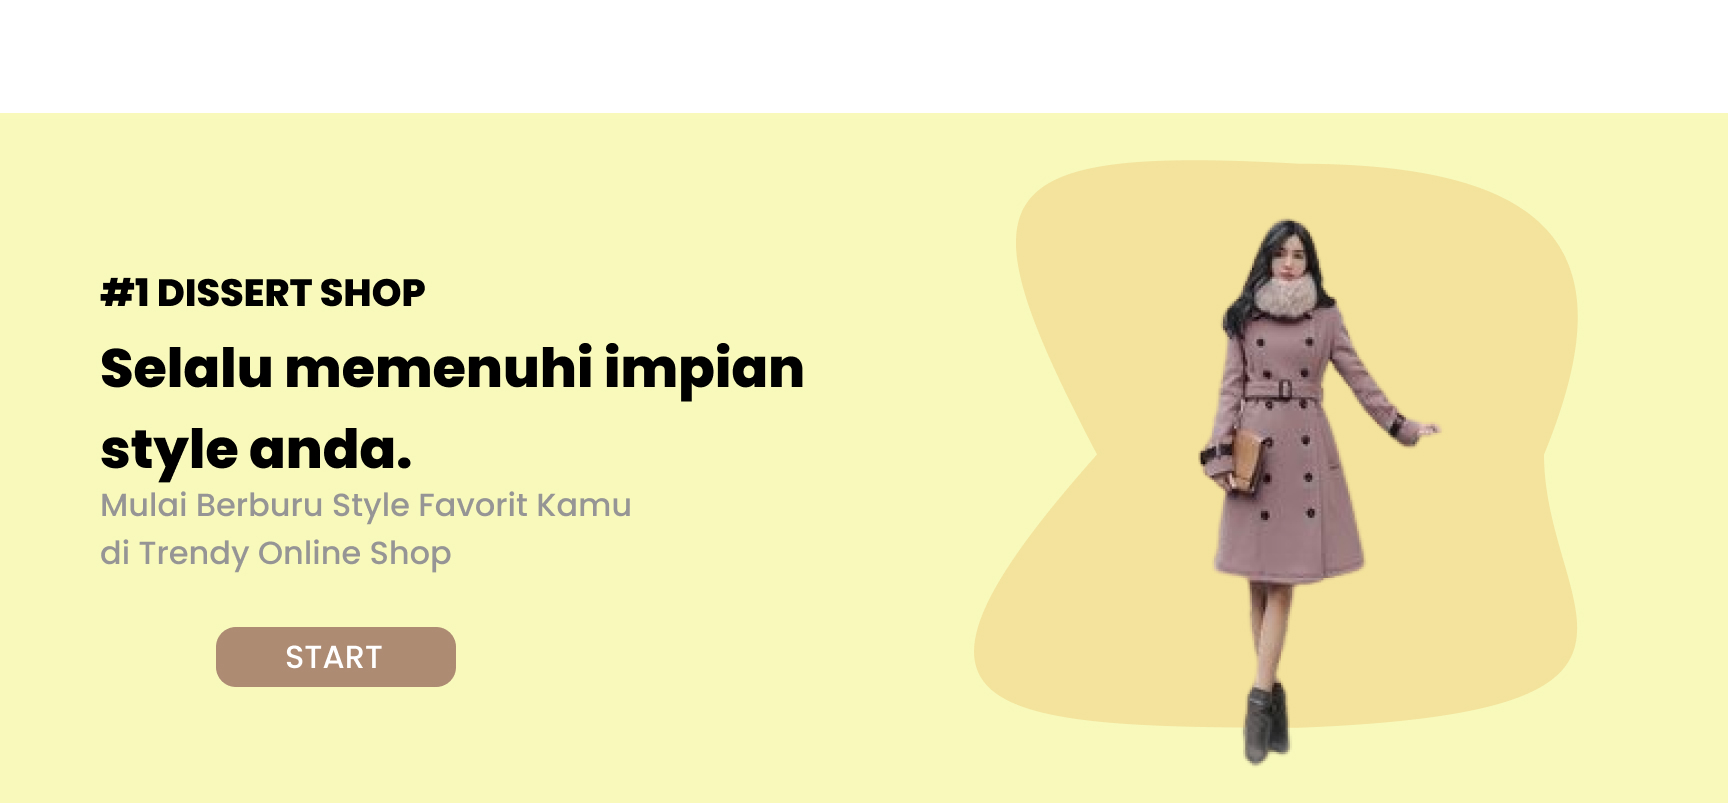 #1 DISSERT SHOP
Selalu memenuhi impian
style anda.
Mulai Berburu Style Favorit Kamu
di Trendy Online Shop
START